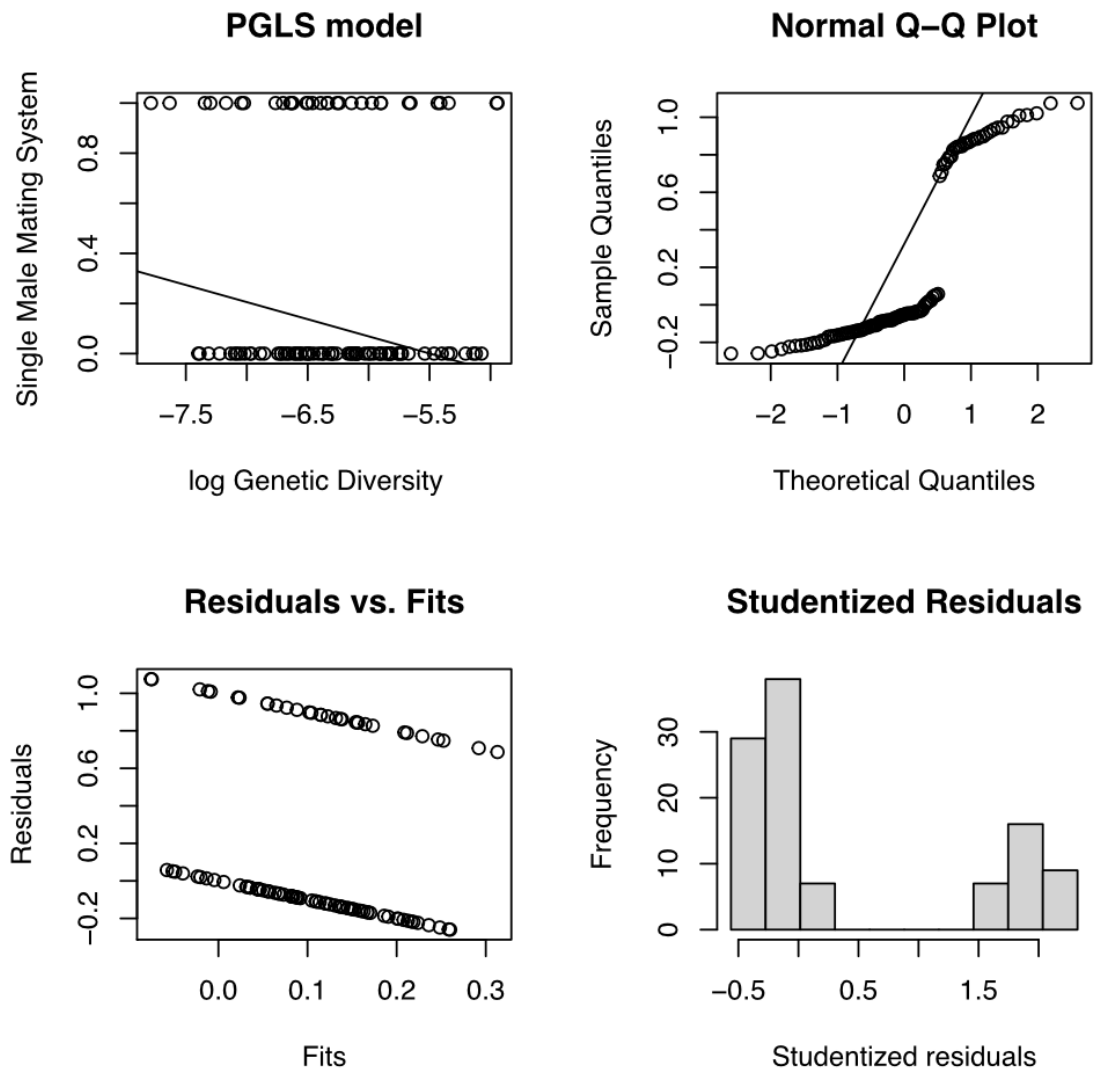 PGLS model
Single Male Mating System
0.0
0.4
0.8
−7.5
−6.5
−5.5
log Genetic Diversity
Normal Q−Q Plot
Sample Quantiles
−0.2
0.2
0.6
1.0
−2
−1
0
1
2
Theoretical Quantiles
Residuals vs. Fits
Residuals
−0.2
0.2
0.6
1.0
0.0
0.1
0.2
0.3
Fits
Studentized Residuals
Frequency
0
10
20
30
−0.5
0.5
1.5
Studentized residuals